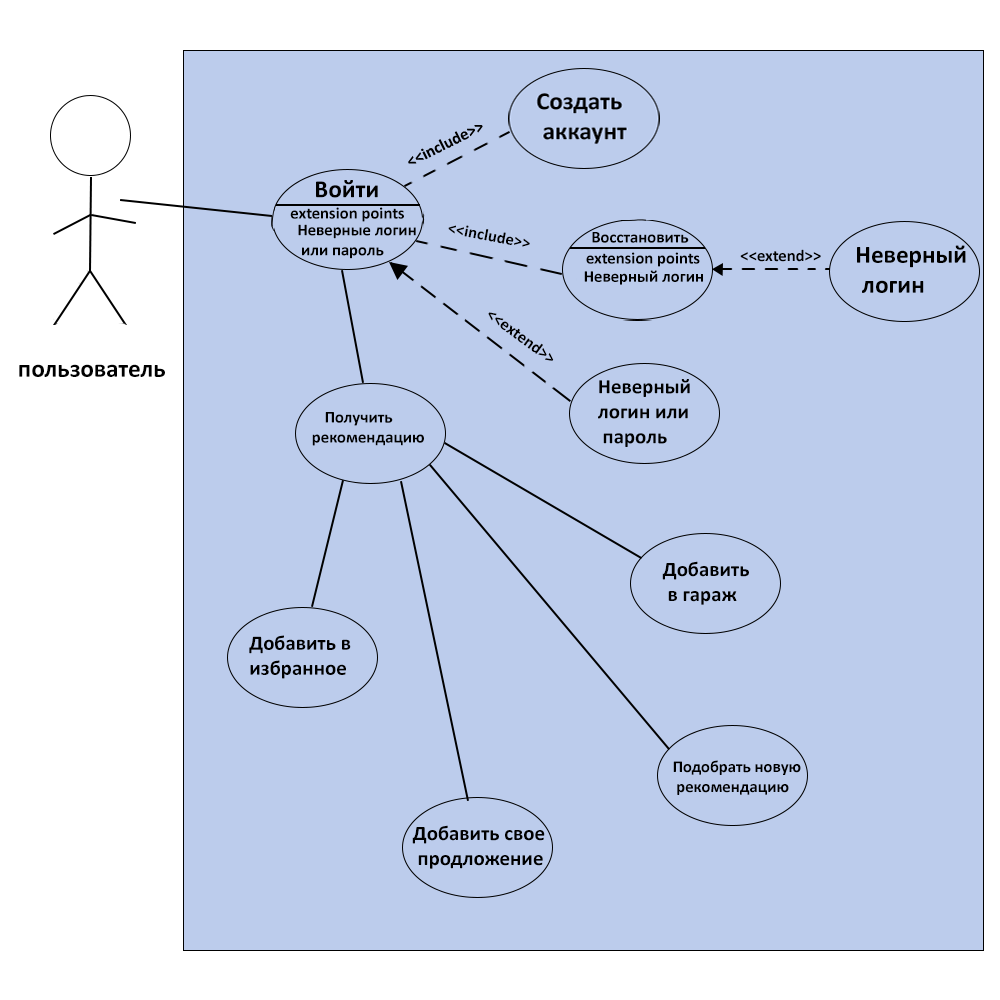 Создать
аккаунт
<<include>>
Войти
extension points
Неверные логин
или пароль
<<include>>
Восстановить
extension points
Неверный логин
<<extend>>
Неверный
логин
<<extend>>
пользователь
Неверный
логин или
пароль
Получить
рекомендацию
Добавить
в гараж
Добавить в
избранное
Подобрать новую
рекомендацию
Добавить свое
продложение